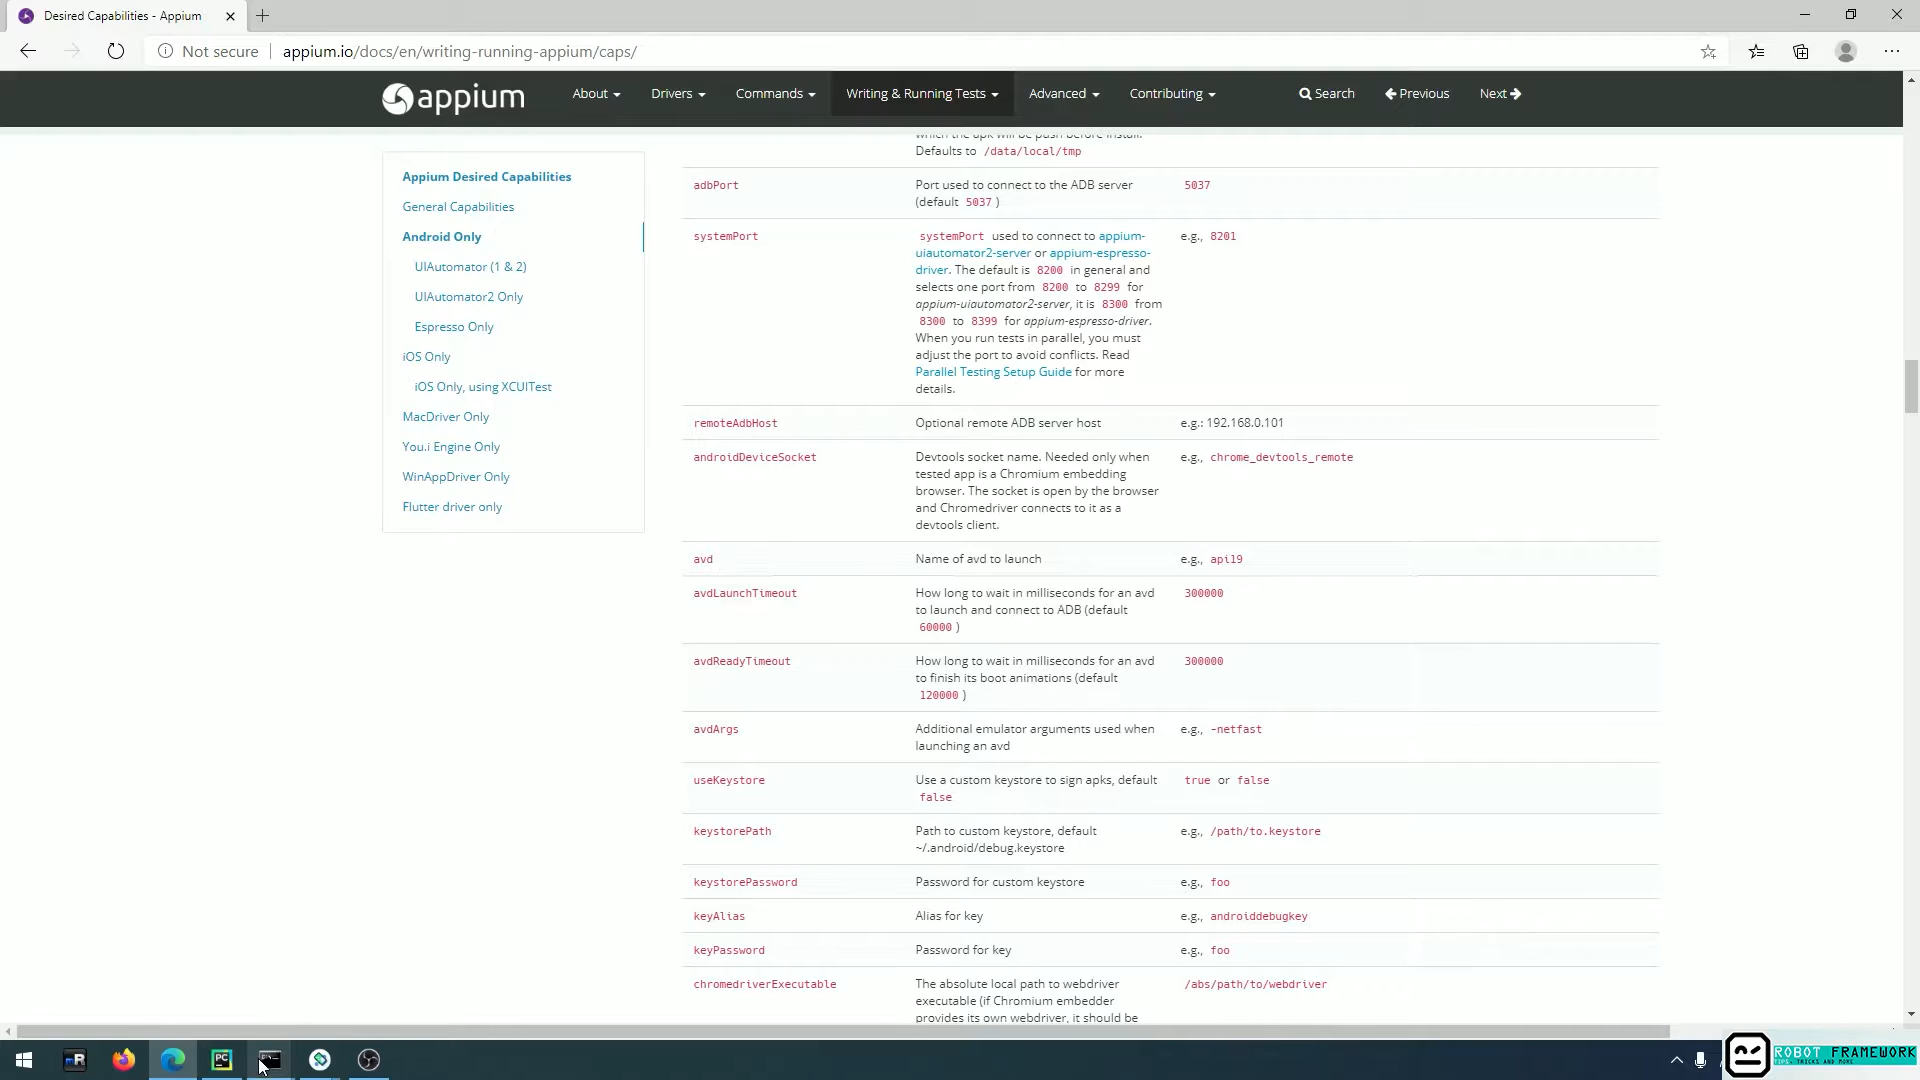 Desired Capabilities - Appium
Not secure
appium.io/docs/en/writing-running-appium/caps/
appium
About
Drivers
Commands
Writing & Running Tests
Advanced
Contributing
Search
Previous
Next
Appium Desired Capabilities
General Capabilities
Android Only
UIAutomator (1 & 2)
UIAutomator2 Only
Espresso Only
iOS Only
iOS Only, using XCUITest
MacDriver Only
You.i Engine Only
WinAppDriver Only
Flutter driver only
which the apk will be push before install.
Defaults to /data/local/tmp
adbPort
Port used to connect to the ADB server
(default 5037 )
5037
systemPort
systemPort used to connect to appium-
uiautomator2-server or appium-espresso-
driver. The default is 8200 in general and
selects one port from 8200 to 8299 for
appium-uiautomator2-server, it is 8300 from
8300 to 8399 for appium-espresso-driver.
When you run tests in parallel, you must
adjust the port to avoid conflicts. Read
Parallel Testing Setup Guide for more
details.
e.g., 8201
remoteAdbHost
Optional remote ADB server host
e.g.: 192.168.0.101
androidDeviceSocket
Devtools socket name. Needed only when
tested app is a Chromium embedding
browser. The socket is open by the browser
and Chromedriver connects to it as a
devtools client.
e.g., chrome_devtools_remote
avd
Name of avd to launch
e.g., api19
avdLaunchTimeout
How long to wait in milliseconds for an avd
to launch and connect to ADB (default
60000 )
300000
avdReadyTimeout
How long to wait in milliseconds for an avd
to finish its boot animations (default
120000 )
300000
avdArgs
Additional emulator arguments used when
launching an avd
e.g., -netfast
useKeystore
Use a custom keystore to sign apks, default
false
true or false
keystorePath
Path to custom keystore, default
~/.android/debug.keystore
e.g., /path/to.keystore
keystorePassword
Password for custom keystore
e.g., foo
keyAlias
Alias for key
e.g., androiddebugkey
keyPassword
Password for key
e.g., foo
chromedriverExecutable
The absolute local path to webdriver
executable (if Chromium embedder
provides its own webdriver, it should be
/abs/path/to/webdriver
mR
PC
ROBOT FRAMEWORK
TIPS, TRICKS AND MORE